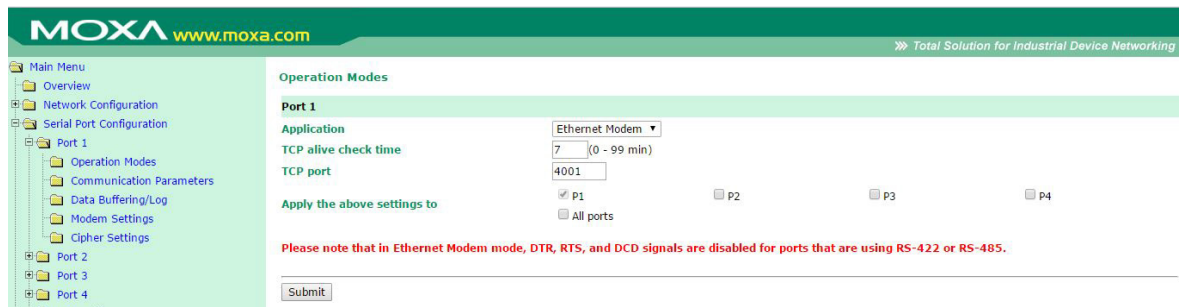 MOXA www.moxa.com
Total Solution for Industrial Device Networking
Main Menu
Overview
Network Configuration
Serial Port Configuration
Port 1
Operation Modes
Communication Parameters
Data Buffering/Log
Modem Settings
Cipher Settings
Port 2
Port 3
Port 4
Operation Modes
Port 1
Application Ethernet Modem
TCP alive check time 7 (0 - 99 min)
TCP port 4001
Apply the above settings to P1 P2 P3 P4
All ports
Please note that in Ethernet Modem mode, DTR, RTS, and DCD signals are disabled for ports that are using RS-422 or RS-485.
Submit